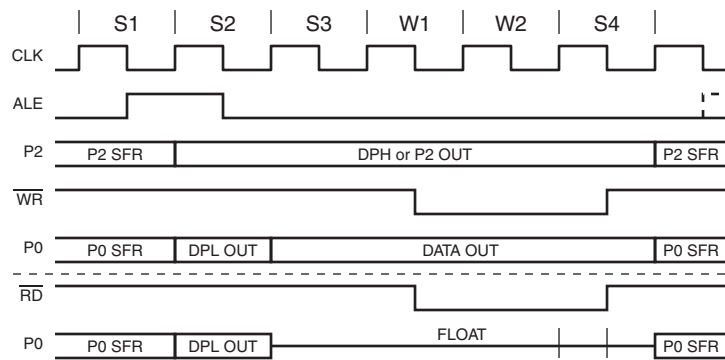 S1 S2 S3 W1 W2 S4
CLK
ALE
P2 P2 SFR DPH or P2 OUT P2 SFR
WR
P0 P0 SFR DPL OUT DATA OUT P0 SFR
RD
FLOAT
P0 P0 SFR DPL OUT P0 SFR